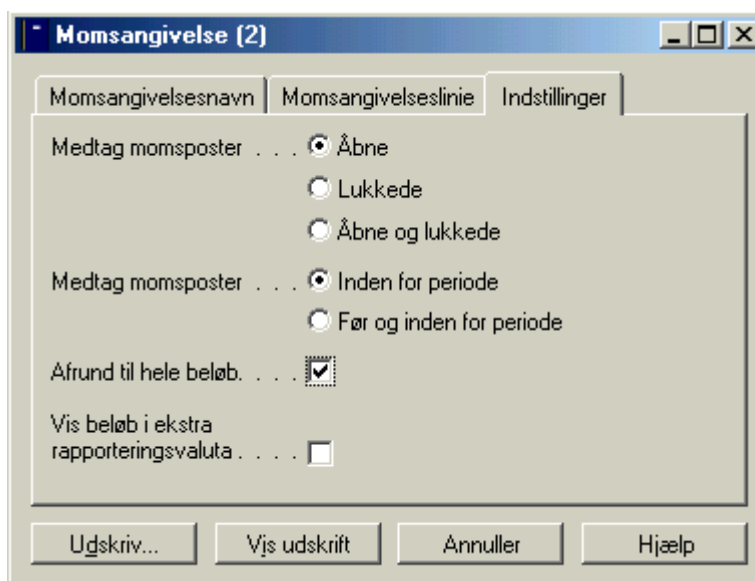 Momsangivelse (2)
Momsangivelsesnavn Momsangivelseslinie Indstillinger
Medtag momsposter . . . Åbne
Lukkede
Åbne og lukkede
Medtag momsposter . . . Inden for periode
Før og inden for periode
Afrund til hele beløb. . . .
Vis beløb i ekstra
rapporteringsvaluta . . . .
Udskriv... Vis udskrift Annuller Hjælp